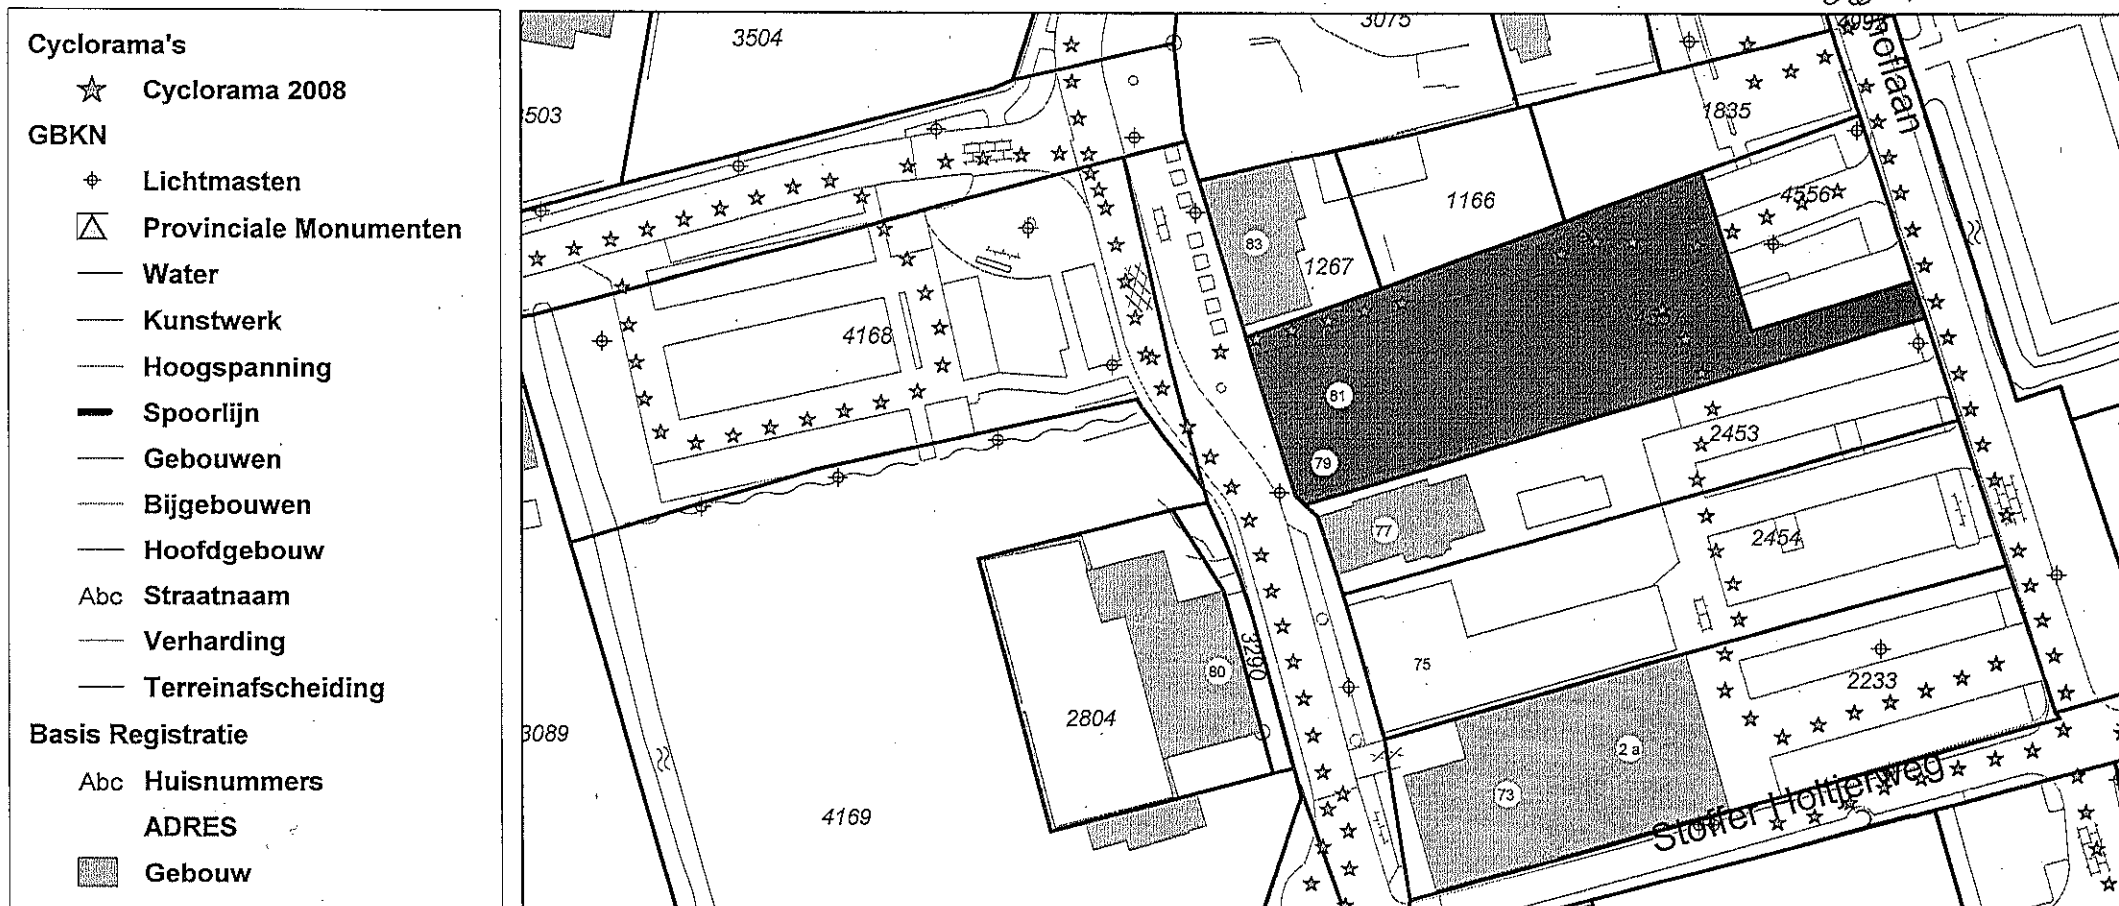 Cyclorama's
Cyclorama 2008
GBKN
Lichtmasten
Provinciale Monumenten
Water
Kunstwerk
Hoogspanning
Spoorlijn
Gebouwen
Bijgebouwen
Hoofdgebouw
Abc Straatnaam
Verharding
Terreinafscheiding
Basis Registratie
Abc Huisnummers
ADRES
Gebouw
3504
3075
3503
1835
4556
1166
83
1267
4168
81
79
2453
77
2454
3290
80
75
2233
2804
3089
2 a
73
4169
Stoffer Holtjerweg